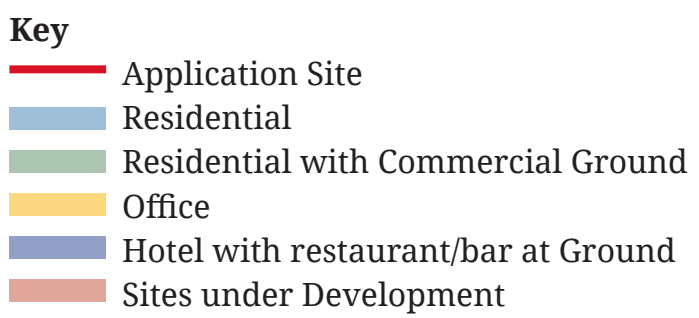 Key
Application Site
Residential
Residential with Commercial Ground
Office
Hotel with restaurant/bar at Ground
Sites under Development